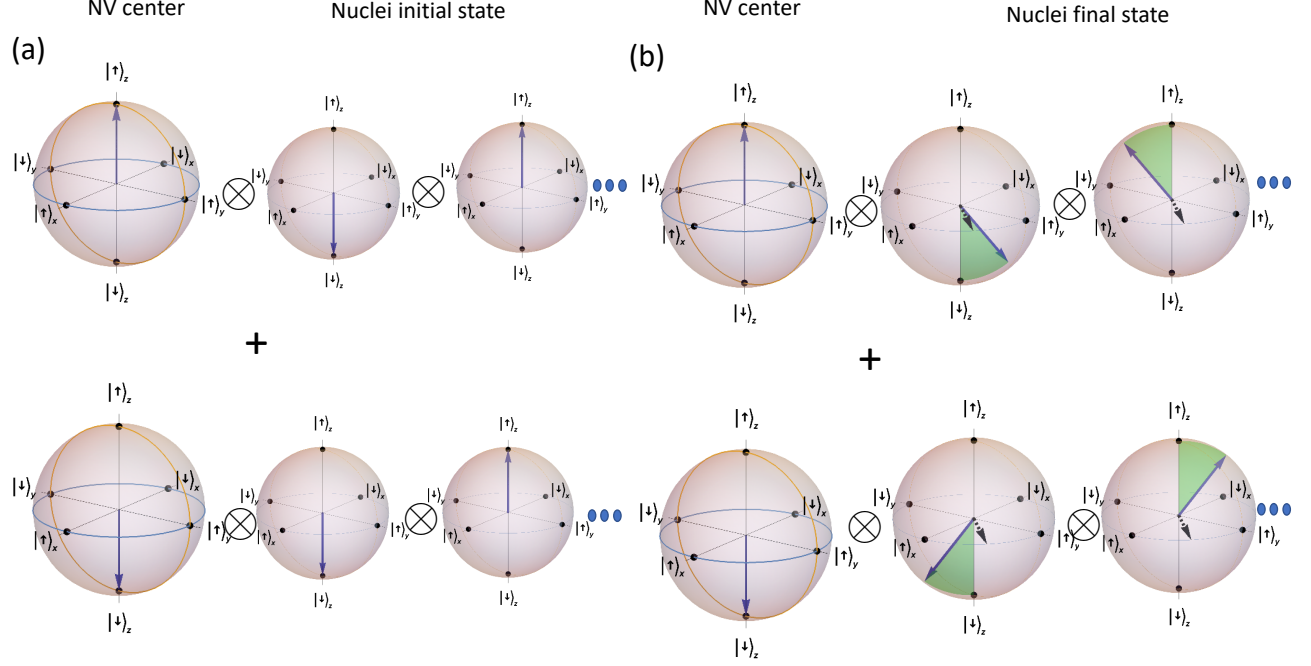 NV center Nuclei initial state NV center Nuclei final state
(a) (b)
|↑⟩z |↑⟩z |↑⟩z |↑⟩z |↑⟩z |↑⟩z
|↓⟩y |↓⟩x |↓⟩y |↓⟩x |↓⟩y |↓⟩x |↓⟩y |↓⟩x |↓⟩y |↓⟩x |↓⟩y |↓⟩x
|↑⟩x |↑⟩y |↑⟩x |↑⟩y |↑⟩x |↑⟩y |↑⟩x |↑⟩y |↑⟩x |↑⟩y |↑⟩x |↑⟩y
|↓⟩z |↓⟩z |↓⟩z |↓⟩z |↓⟩z |↓⟩z
+ +
|↑⟩z |↑⟩z |↑⟩z |↑⟩z |↑⟩z |↑⟩z
|↓⟩y |↓⟩x |↓⟩y |↓⟩x |↓⟩y |↓⟩x |↓⟩y |↓⟩x |↓⟩y |↓⟩x |↓⟩y |↓⟩x
|↑⟩x |↑⟩y |↑⟩x |↑⟩y |↑⟩x |↑⟩y |↑⟩x |↑⟩y |↑⟩x |↑⟩y |↑⟩x |↑⟩y
|↓⟩z |↓⟩z |↓⟩z |↓⟩z |↓⟩z |↓⟩z